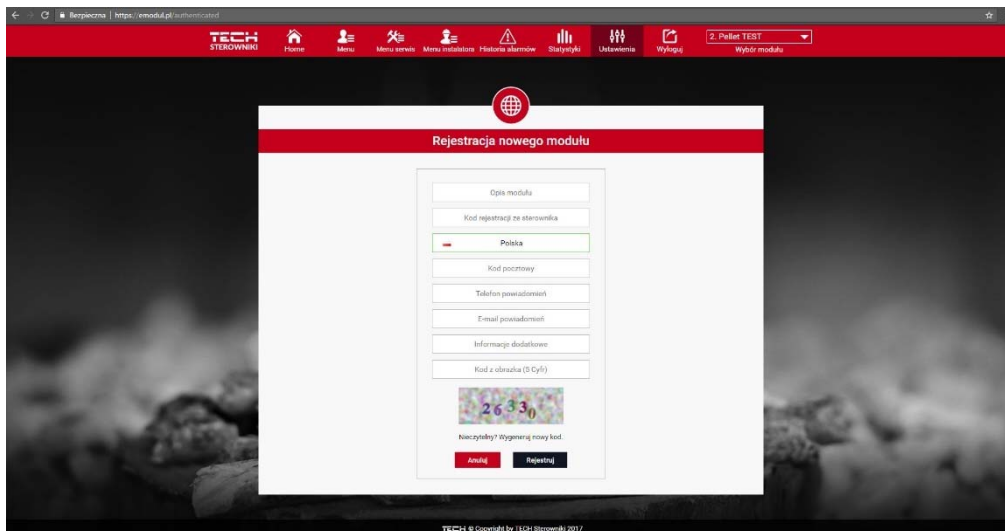 Bezpieczna | https://emodul.pl/authenticated
TECH
STEROWNIKI
Home
Menu
Menu serwis
Menu instalatora
Historia alarmów
Statystyki
Ustawienia
Wyloguj
2. Pellet TEST
Wybór modułu
Rejestracja nowego modułu
Opis modułu
Kod rejestracji ze sterownika
Polska
Kod pocztowy
Telefon powiadomień
E-mail powiadomień
Informacje dodatkowe
Kod z obrazka (5 Cyfr)
26330
Nieczytelny? Wygeneruj nowy kod.
Anuluj
Rejestruj
TECH © Copyright by TECH Sterowniki 2017